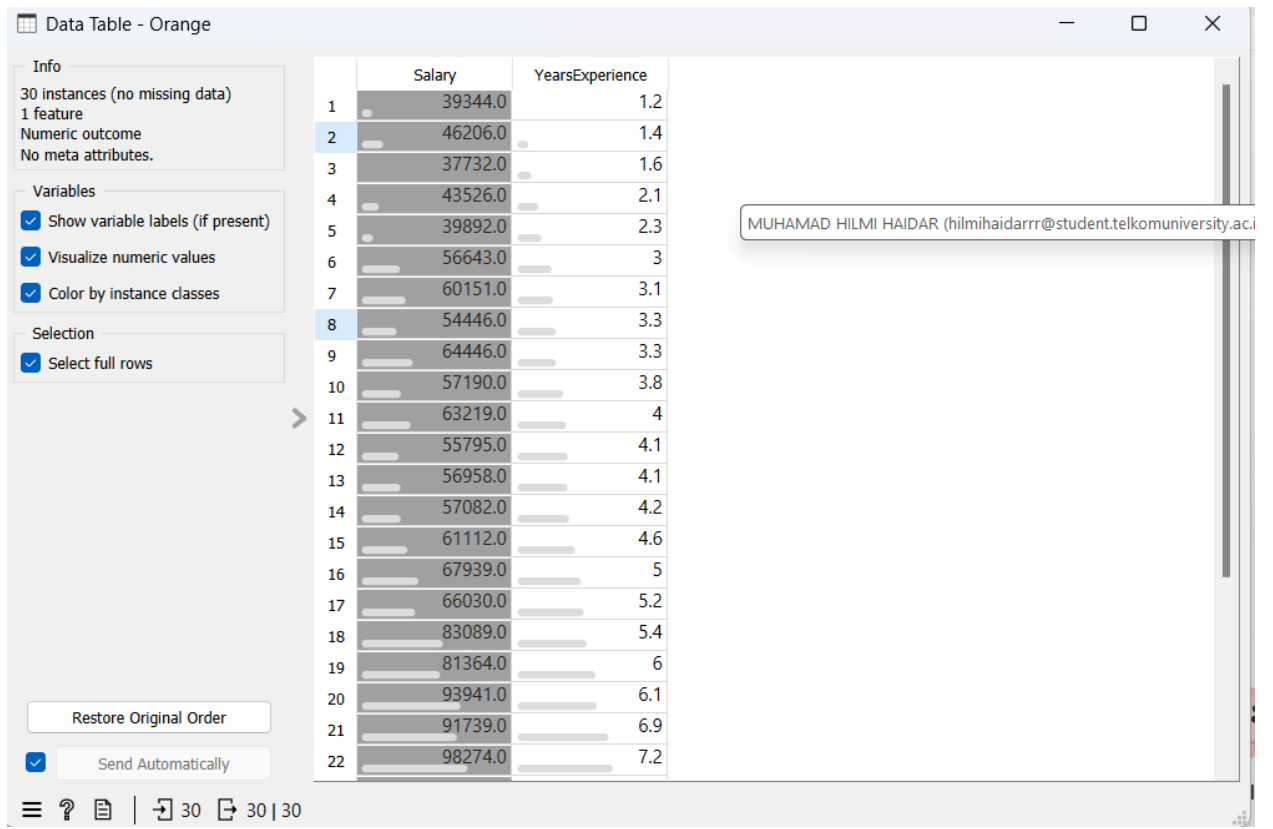 Data Table - Orange
Info
30 instances (no missing data)
1 feature
Numeric outcome
No meta attributes.
Variables
Show variable labels (if present)
Visualize numeric values
Color by instance classes
Selection
Select full rows
Restore Original Order
Send Automatically
30 30 | 30
Salary YearsExperience
1 39344.0 1.2
2 46206.0 1.4
3 37732.0 1.6
4 43526.0 2.1
5 39892.0 2.3
6 56643.0 3
7 60151.0 3.1
8 54446.0 3.3
9 64446.0 3.3
10 57190.0 3.8
11 63219.0 4
12 55795.0 4.1
13 56958.0 4.1
14 57082.0 4.2
15 61112.0 4.6
16 67939.0 5
17 66030.0 5.2
18 83089.0 5.4
19 81364.0 6
20 93941.0 6.1
21 91739.0 6.9
22 98274.0 7.2
MUHAMAD HILMI HAIDAR (hilmihaidarrr@student.telkomuniversity.ac.i